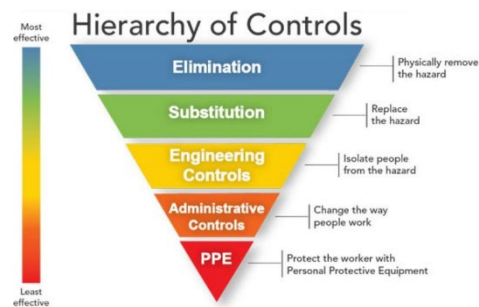 Hierarchy of Controls
Most
effective
Elimination
Physically remove
the hazard
Substitution
Replace
the hazard
Engineering
Controls
Isolate people
from the hazard
Administrative
Controls
Change the way
people work
PPE
Protect the worker with
Personal Protective Equipment
Least
effective